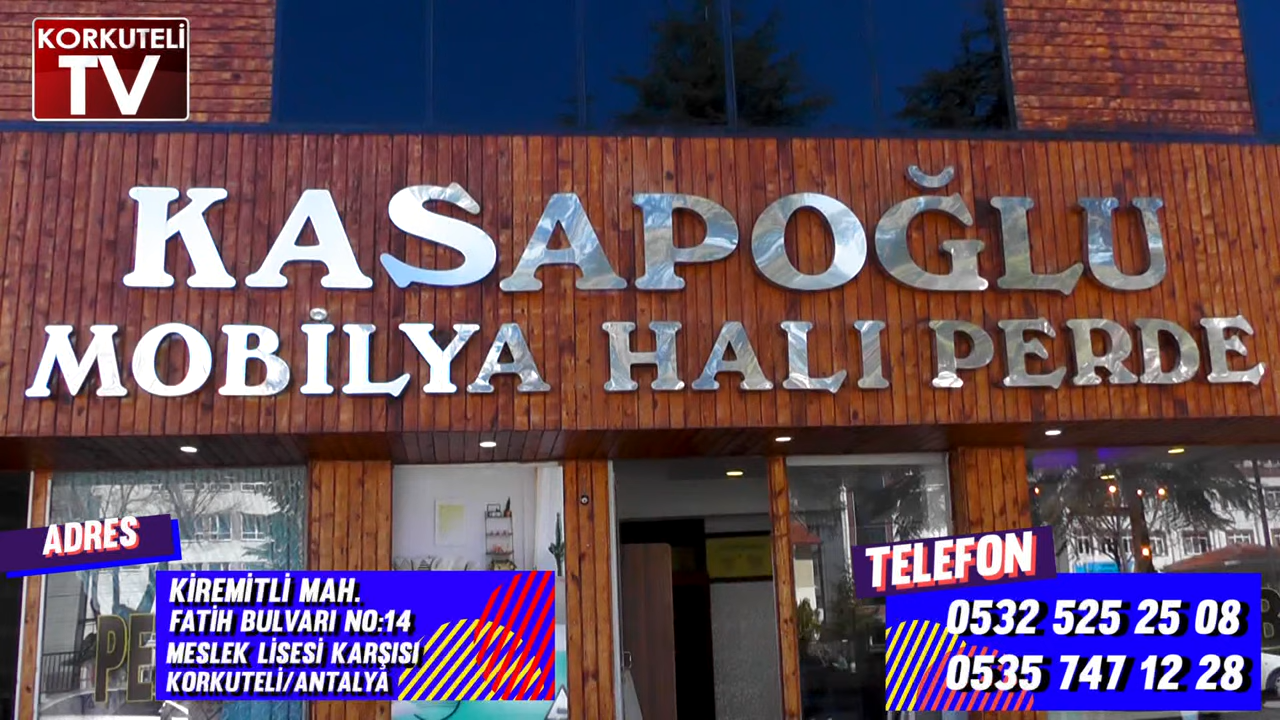 KORKUTELİ
TV
KASAPOĞLU
MOBİLYA HALI PERDE
ADRES
KİREMİTLİ MAH.
FATİH BULVARI NO:14
MESLEK LİSESİ KARŞISI
KORKUTELİ/ANTALYA
TELEFON
0532 525 25 08
0535 747 12 28